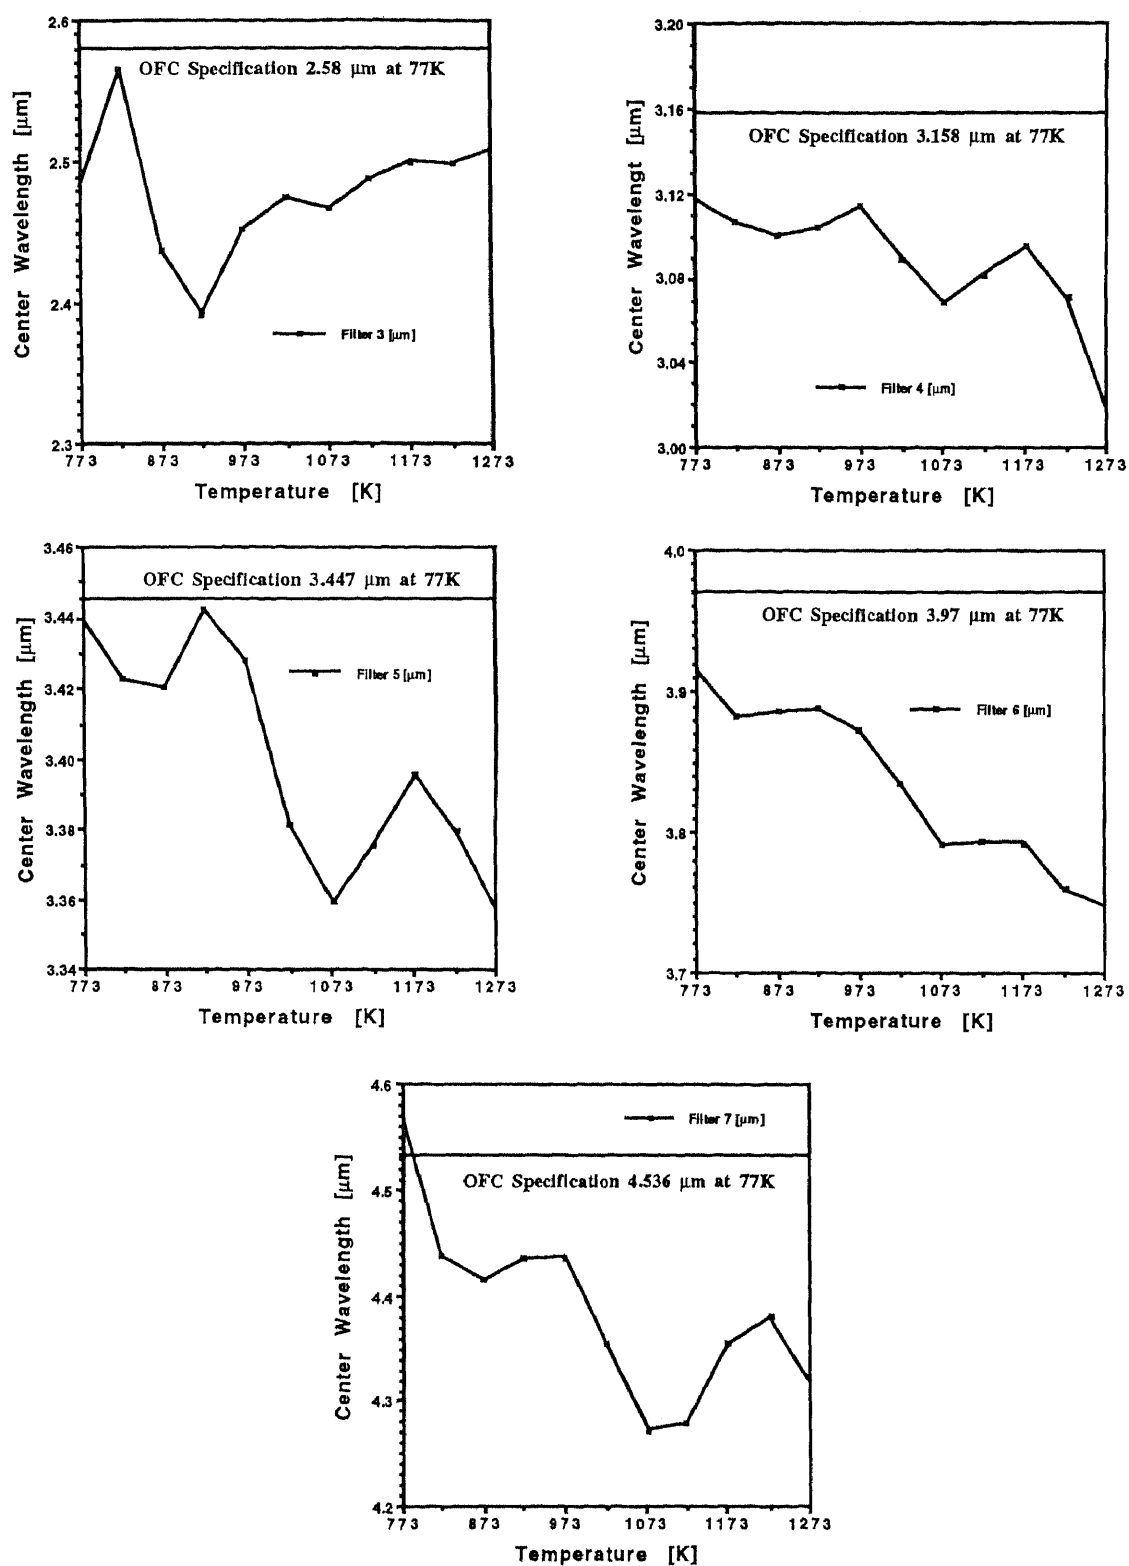 2.6
OFC Specification 2.58 µm at 77K
2.5
2.4
2.3
Center Wavelength [µm]
Filter 3 [µm]
773 873 973 1073 1173 1273
Temperature [K]
3.20
3.16
OFC Specification 3.158 µm at 77K
3.12
3.08
3.04
3.00
Center Wavelengt [µm]
Filter 4 [µm]
773 873 973 1073 1173 1273
Temperature [K]
3.46
OFC Specification 3.447 µm at 77K
3.44
3.42
3.40
3.38
3.36
3.34
Center Wavelength [µm]
Filter 5 [µm]
773 873 973 1073 1173 1273
Temperature [K]
4.0
OFC Specification 3.97 µm at 77K
3.9
3.8
3.7
Center Wavelength [µm]
Filter 6 [µm]
773 873 973 1073 1173 1273
Temperature [K]
4.6
Filter 7 [µm]
OFC Specification 4.536 µm at 77K
4.5
4.4
4.3
4.2
Center Wavelength [µm]
773 873 973 1073 1173 1273
Temperature [K]